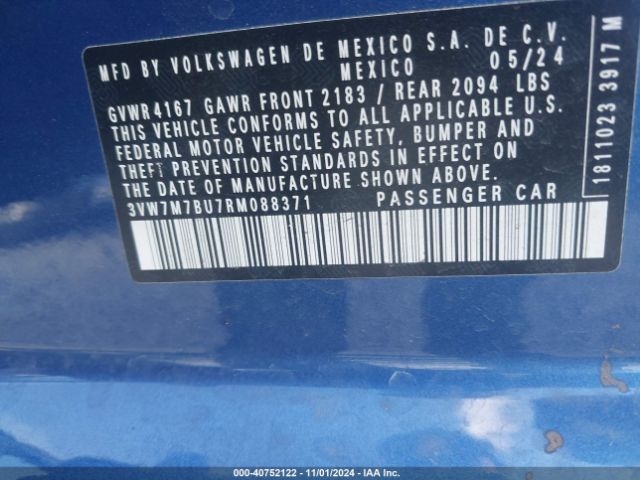 MFD BY VOLKSWAGEN DE MEXICO S.A. DE C.V.
MEXICO 05/24
GVWR 4167 GAWR FRONT 2183 / REAR 2094 LBS
THIS VEHICLE CONFORMS TO ALL APPLICABLE U.S.
FEDERAL MOTOR VEHICLE SAFETY, BUMPER AND
THEFT PREVENTION STANDARDS IN EFFECT ON
THE DATE OF MANUFACTURE SHOWN ABOVE.
3VW7M7BU7RM088371 PASSENGER CAR
1811023 3917 M
000-40752122 - 11/01/2024 - IAA Inc.